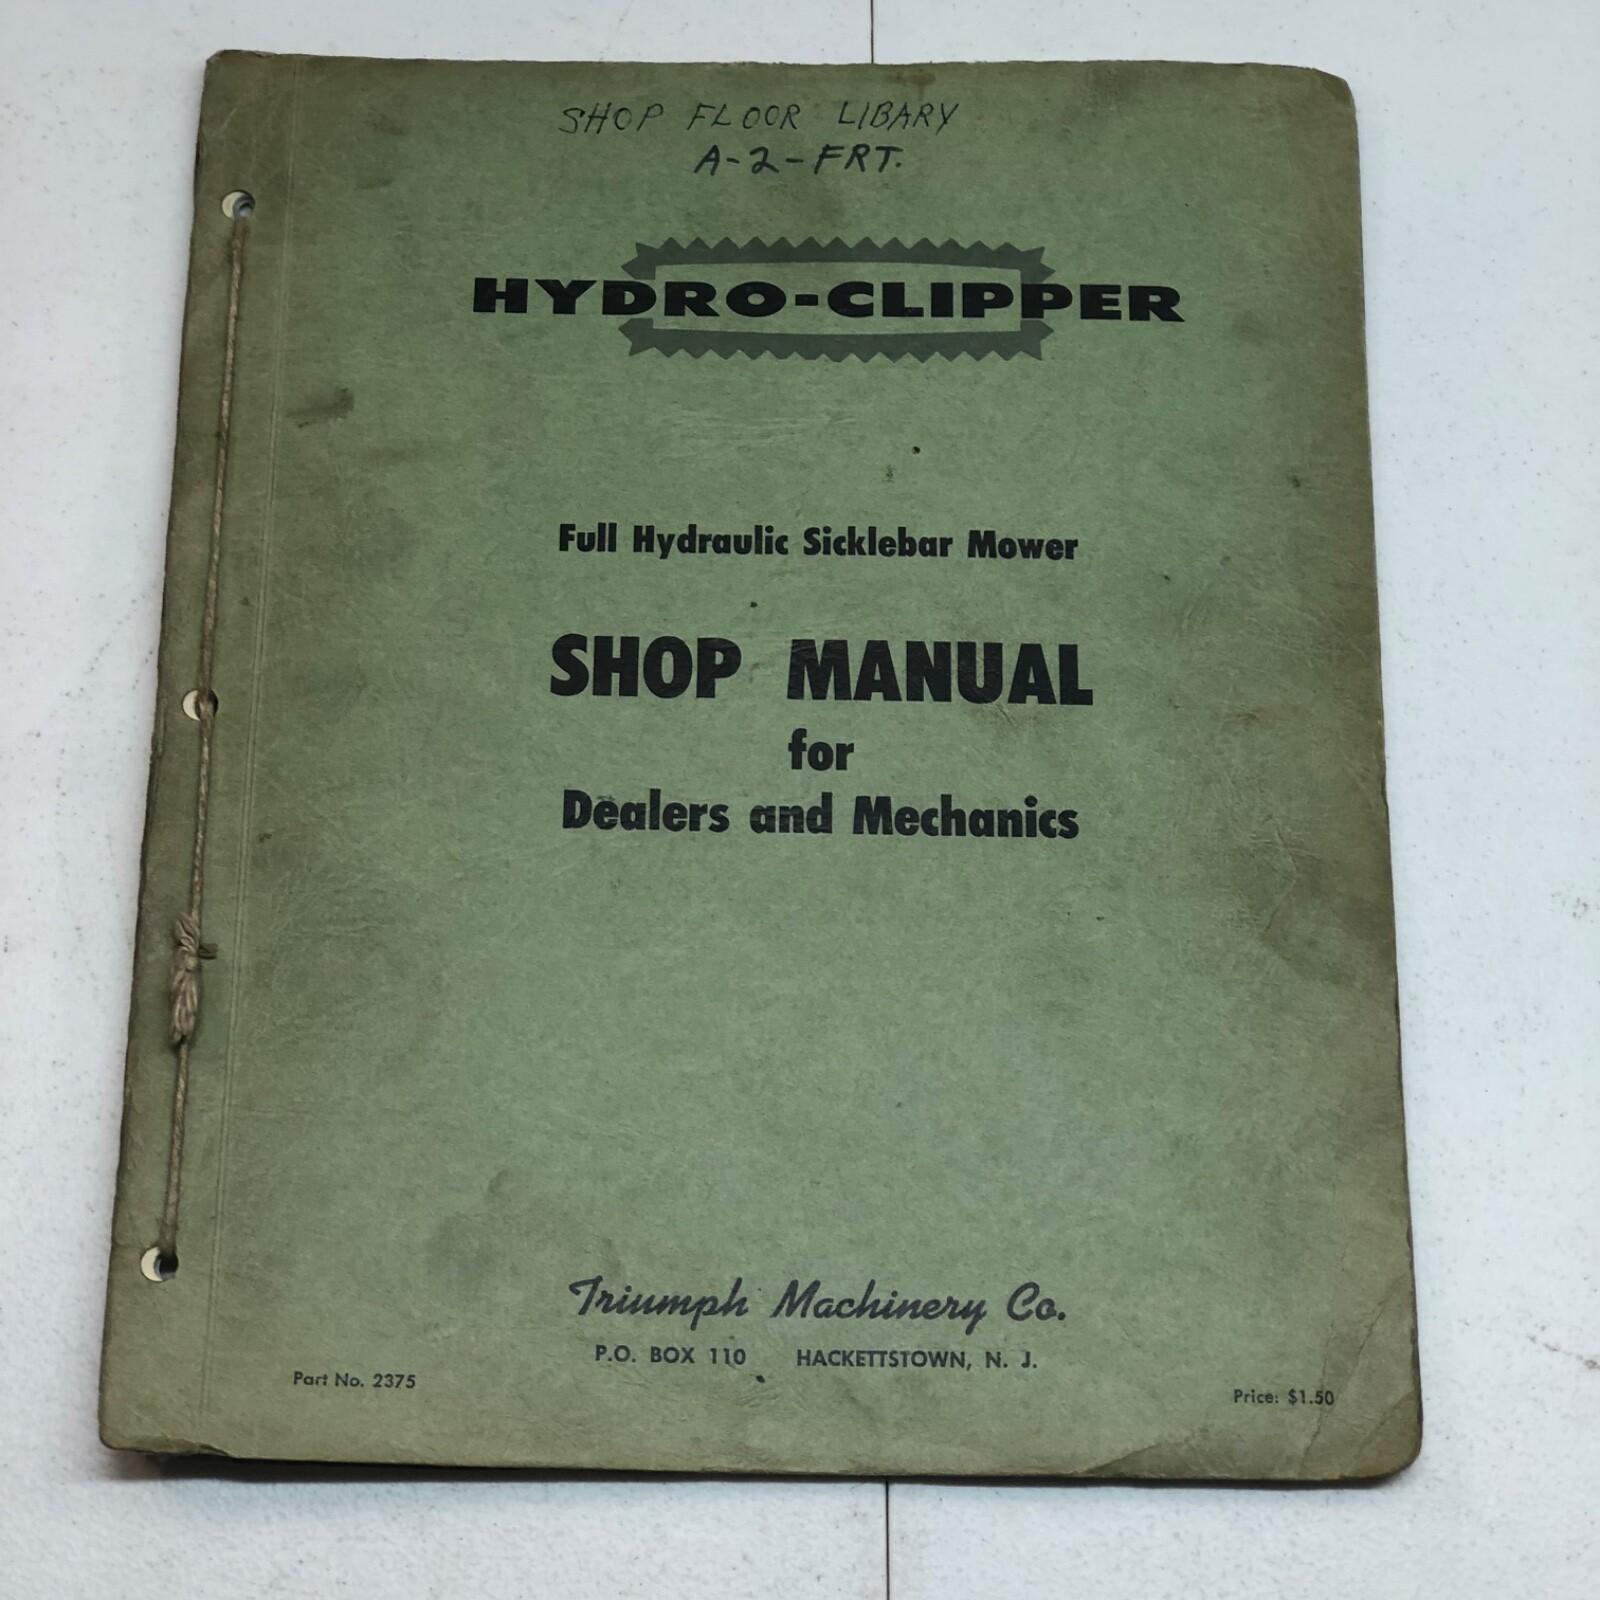 SHOP FLOOR LIBARY
A-2-FRT.
HYDRO-CLIPPER
Full Hydraulic Sicklebar Mower
SHOP MANUAL
for
Dealers and Mechanics
Triumph Machinery Co.
P.O. BOX 110 HACKETTSTOWN, N. J.
Part No. 2375
Price: $1.50